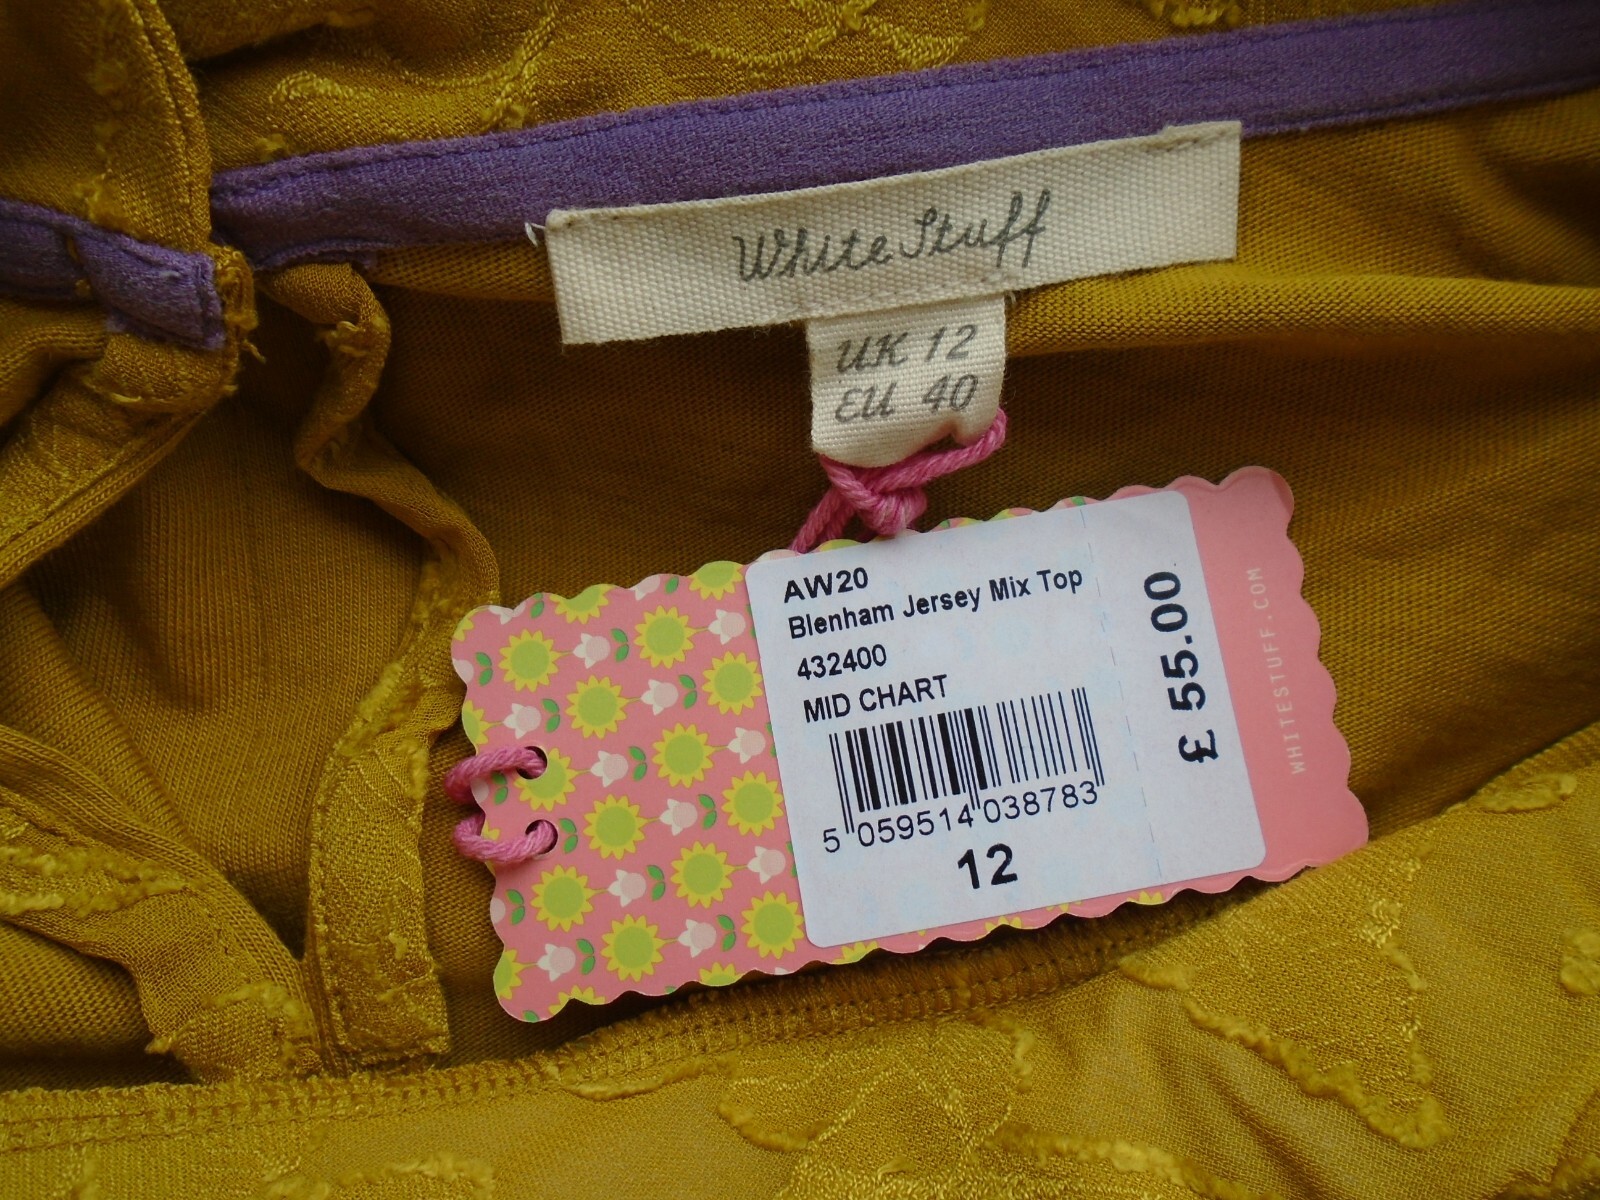 White Stuff
UK 12
EU 40
AW20
Blenham Jersey Mix Top
432400
MID CHART
5 059514 038783
12
£ 55.00
WHITESTUFF.COM